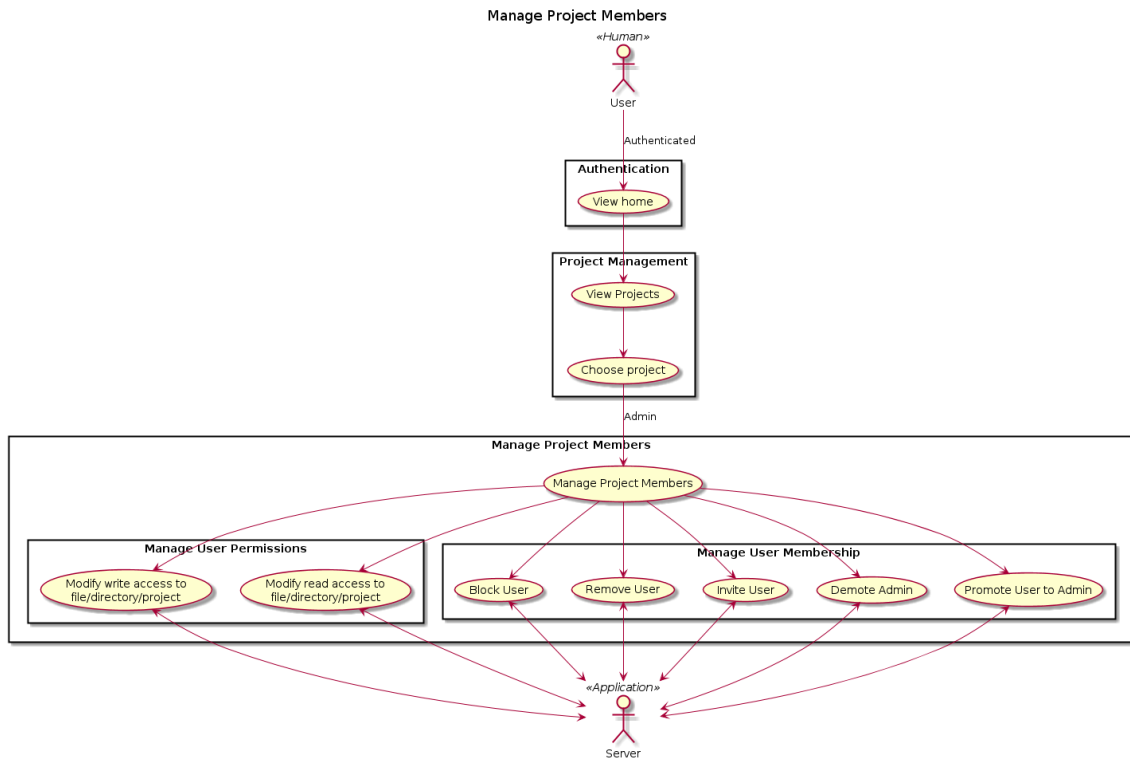 Manage Project Members
«Human»
User
Authenticated
Authentication
View home
Project Management
View Projects
Choose project
Admin
Manage Project Members
Manage Project Members
Manage User Permissions
Modify write access to
file/directory/project
Modify read access to
file/directory/project
Manage User Membership
Block User
Remove User
Invite User
Demote Admin
Promote User to Admin
«Application»
Server